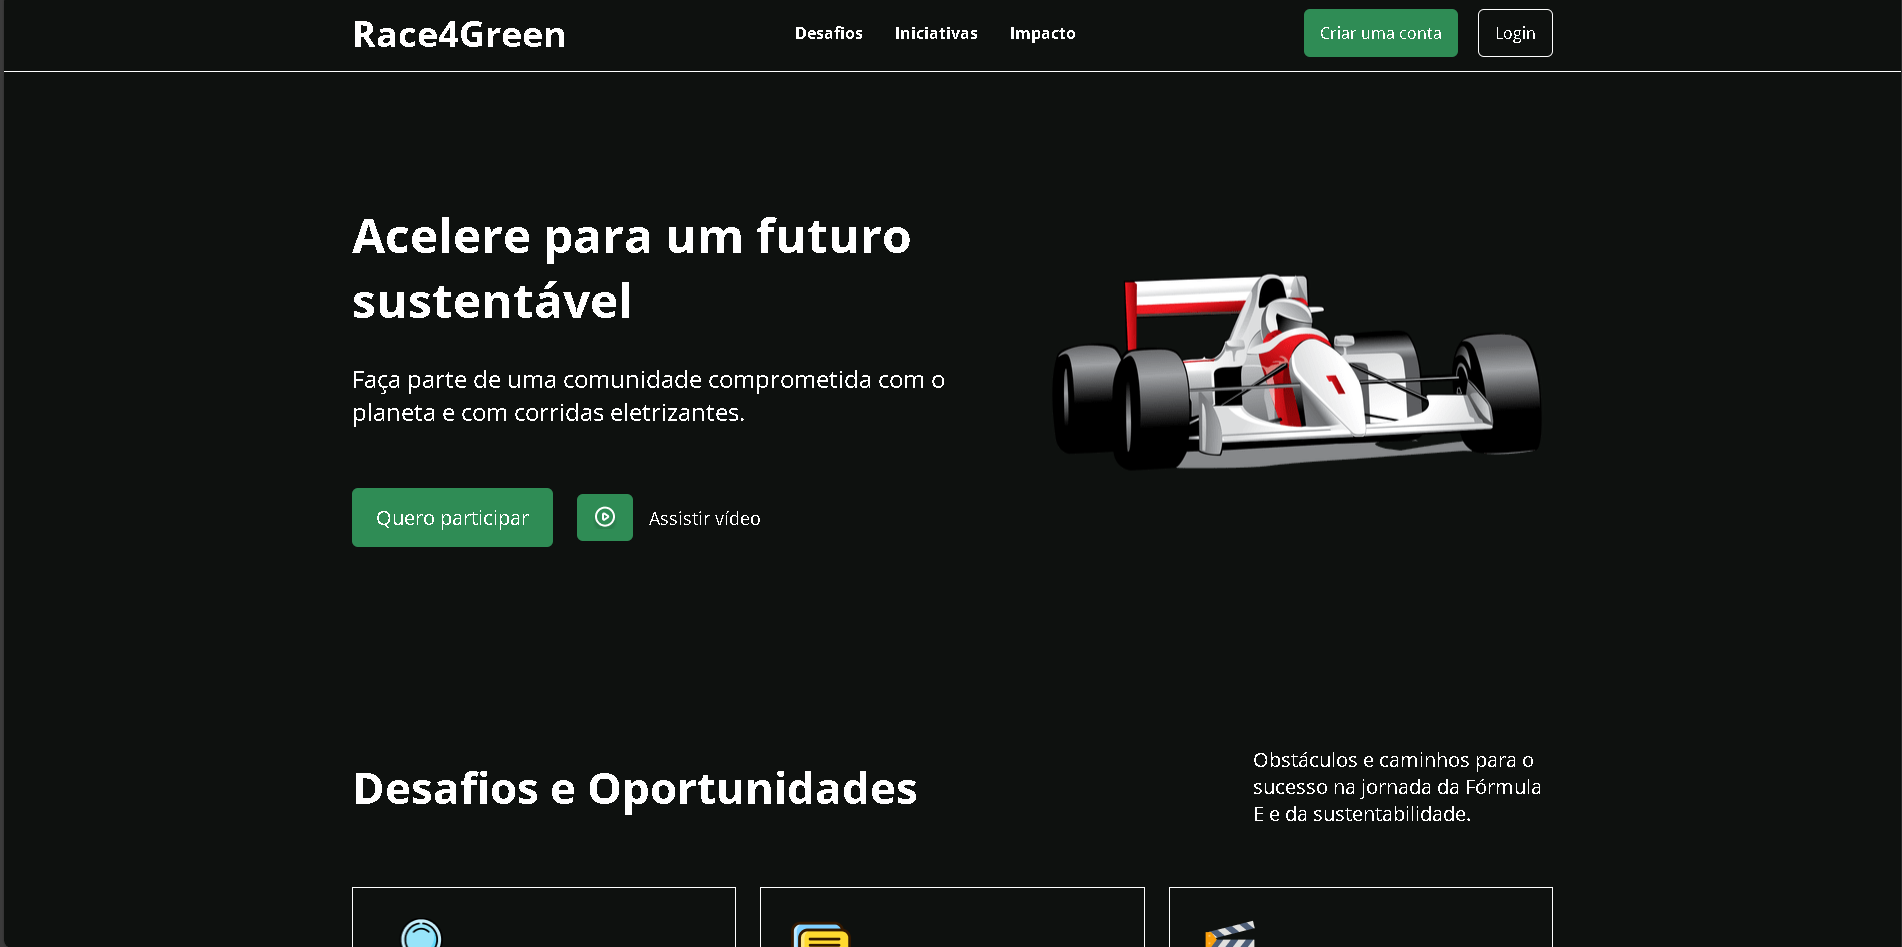 Race4Green
Desafios
Iniciativas
Impacto
Criar uma conta
Login
Acelere para um futuro
sustentável
Faça parte de uma comunidade comprometida com o
planeta e com corridas eletrizantes.
1
Quero participar
Assistir vídeo
Desafios e Oportunidades
Obstáculos e caminhos para o
sucesso na jornada da Fórmula
E e da sustentabilidade.